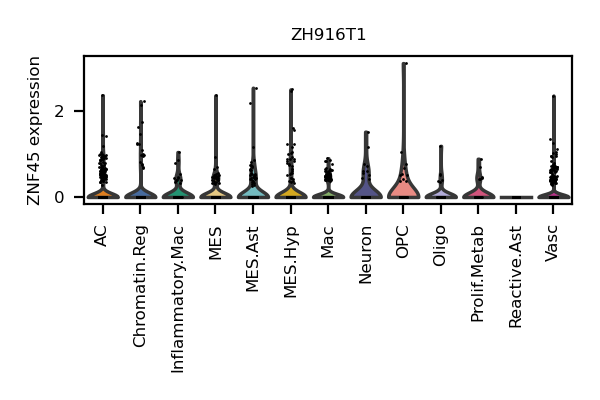 ZH916T1
ZNF45 expression
2
0
AC
Chromatin.Reg
Inflammatory.Mac
MES
MES.Ast
MES.Hyp
Mac
Neuron
OPC
Oligo
Prolif.Metab
Reactive.Ast
Vasc